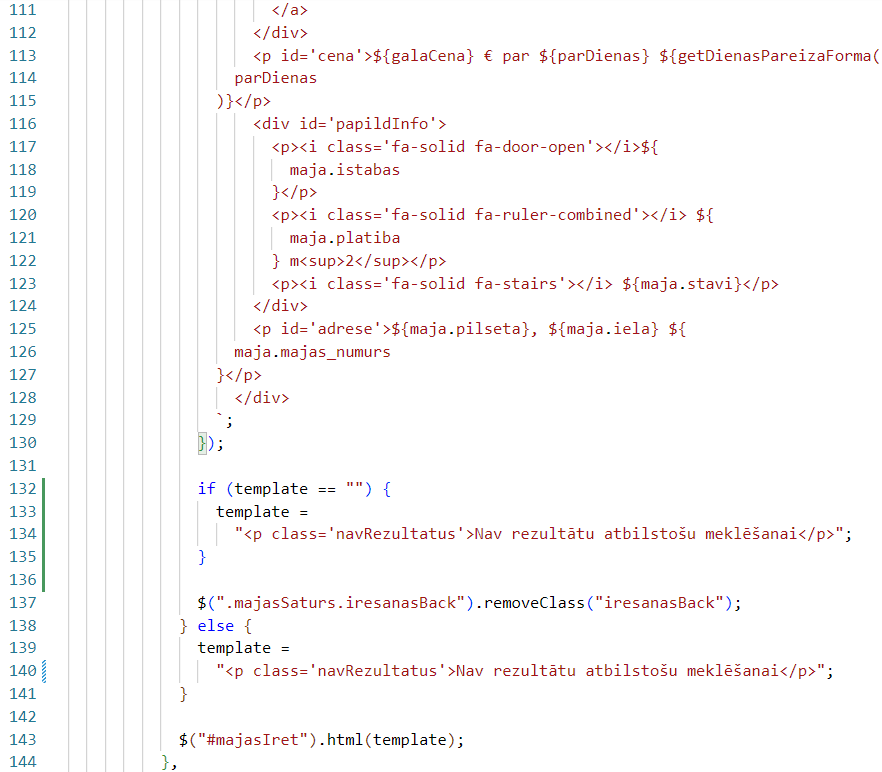 111 </a>
112 </div>
113 <p id='cena'>${galaCena} € par ${parDienas} ${getDienasPareizaForma(
114 parDienas
115 )}</p>
116 <div id='papildInfo'>
117 <p><i class='fa-solid fa-door-open'></i>${
118 maja.istabas
119 }</p>
120 <p><i class='fa-solid fa-ruler-combined'></i> ${
121 maja.platiba
122 } m<sup>2</sup></p>
123 <p><i class='fa-solid fa-stairs'></i> ${maja.stavi}</p>
124 </div>
125 <p id='adrese'>${maja.pilseta}, ${maja.iela} ${
126 maja.majas_numurs
127 }</p>
128 </div>
129 `;
130 });
131
132 if (template == "") {
133 template =
134 "<p class='navRezultatus'>Nav rezultātu atbilstošu meklēšanai</p>";
135 }
136
137 $(".majasSaturs.iresanasBack").removeClass("iresanasBack");
138 } else {
139 template =
140 "<p class='navRezultatus'>Nav rezultātu atbilstošu meklēšanai</p>";
141 }
142
143 $("#majasIret").html(template);
144 },